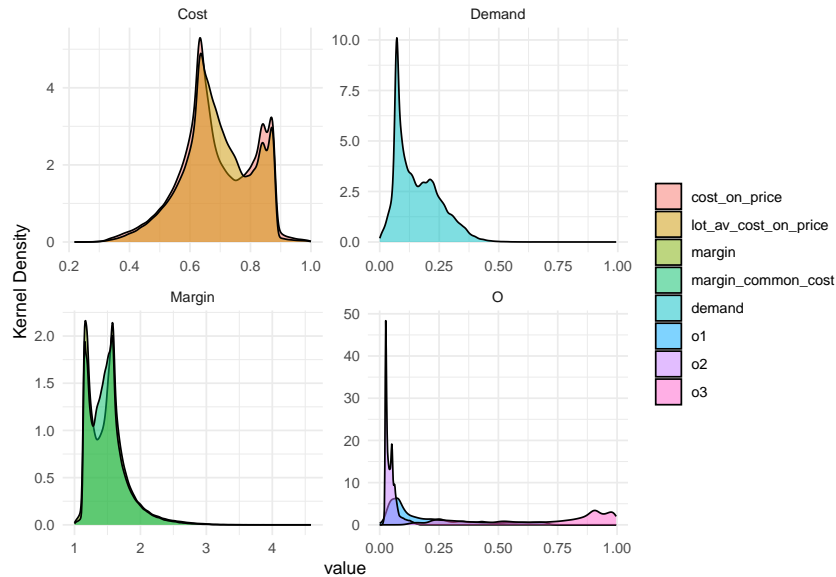 Cost
Demand
4
2
0
0.2 0.4 0.6 0.8 1.0
10.0
7.5
5.0
2.5
0.0
0.00 0.25 0.50 0.75 1.00
Margin
O
2.0
1.5
1.0
0.5
0.0
1 2 3 4
50
40
30
20
10
0
0.00 0.25 0.50 0.75 1.00
Kernel Density
value
cost_on_price
lot_av_cost_on_price
margin
margin_common_cost
demand
o1
o2
o3